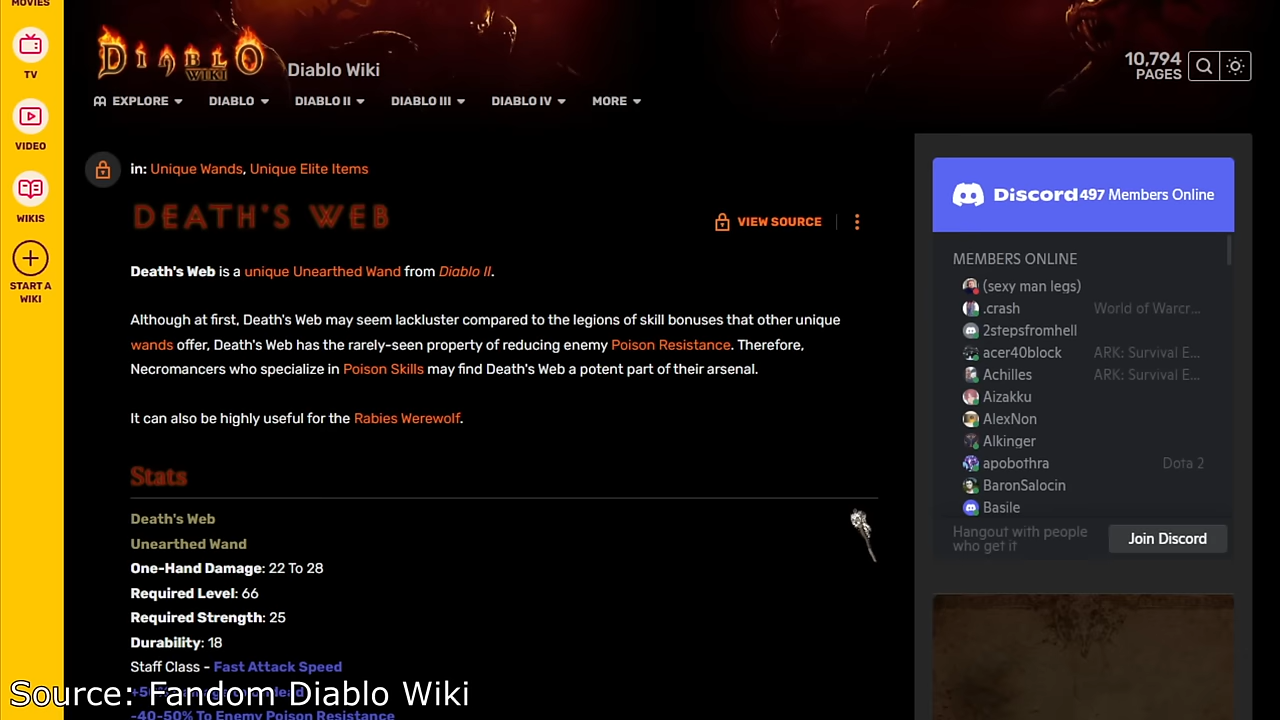 MOVIES
TV
VIDEO
WIKIS
START A
WIKI
DIABLO
WIKI
Diablo Wiki
10,794
PAGES
EXPLORE
DIABLO
DIABLO II
DIABLO III
DIABLO IV
MORE
in: Unique Wands, Unique Elite Items
DEATH'S WEB
VIEW SOURCE
Death's Web is a unique Unearthed Wand from Diablo II.
Although at first, Death's Web may seem lackluster compared to the legions of skill bonuses that other unique
wands offer, Death's Web has the rarely-seen property of reducing enemy Poison Resistance. Therefore,
Necromancers who specialize in Poison Skills may find Death's Web a potent part of their arsenal.
It can also be highly useful for the Rabies Werewolf.
Stats
Death's Web
Unearthed Wand
One-Hand Damage: 22 To 28
Required Level: 66
Required Strength: 25
Durability: 18
Staff Class - Fast Attack Speed
-40-50% To Enemy Poison Resistance
Source: Fandom Diablo Wiki
Discord 497 Members Online
MEMBERS ONLINE
(sexy man legs)
.crash World of Warcr...
2stepsfromhell
acer40block ARK: Survival E...
Achilles ARK: Survival E...
Aizakku
AlexNon
Alkinger
apobothra Dota 2
BaronSalocin
Basile
Hangout with people
who get it
Join Discord